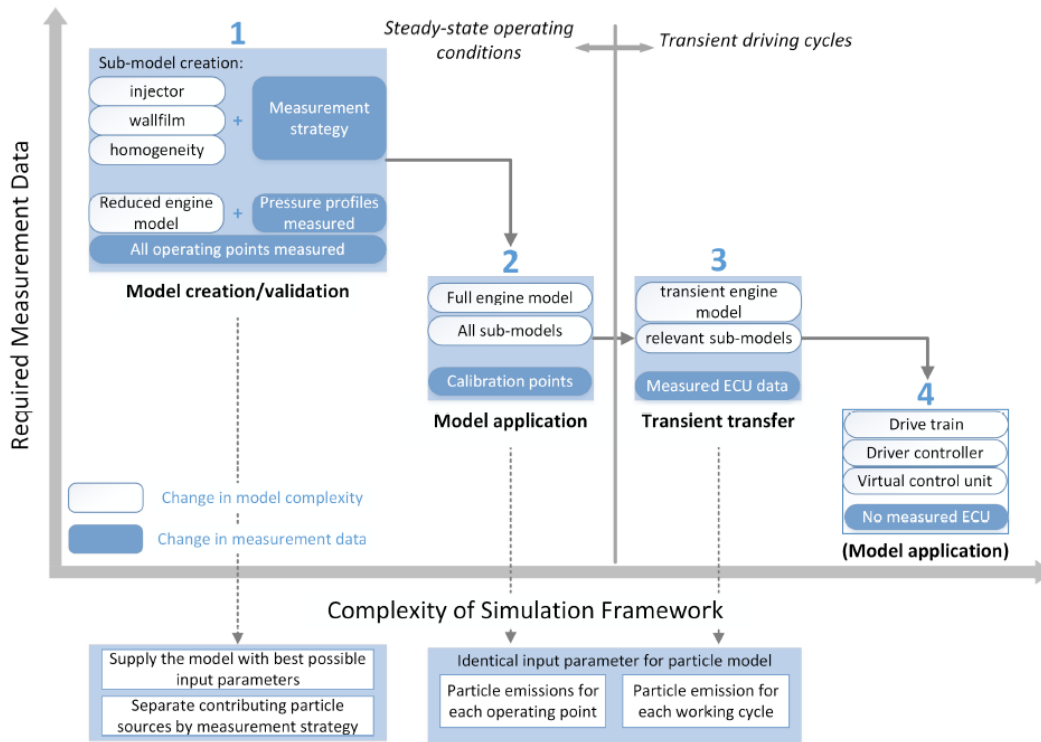 1
Steady-state operating
conditions
Transient driving cycles
Sub-model creation:
injector
wallfilm
homogeneity
+
Measurement
strategy
Reduced engine
model
+
Pressure profiles
measured
All operating points measured
Model creation/validation
2
Full engine model
All sub-models
Calibration points
Model application
3
transient engine
model
relevant sub-models
Measured ECU data
Transient transfer
4
Drive train
Driver controller
Virtual control unit
No measured ECU
(Model application)
Required Measurement Data
Change in model complexity
Change in measurement data
Complexity of Simulation Framework
Supply the model with best possible
input parameters
Separate contributing particle
sources by measurement strategy
Identical input parameter for particle model
Particle emissions for
each operating point
Particle emission for
each working cycle